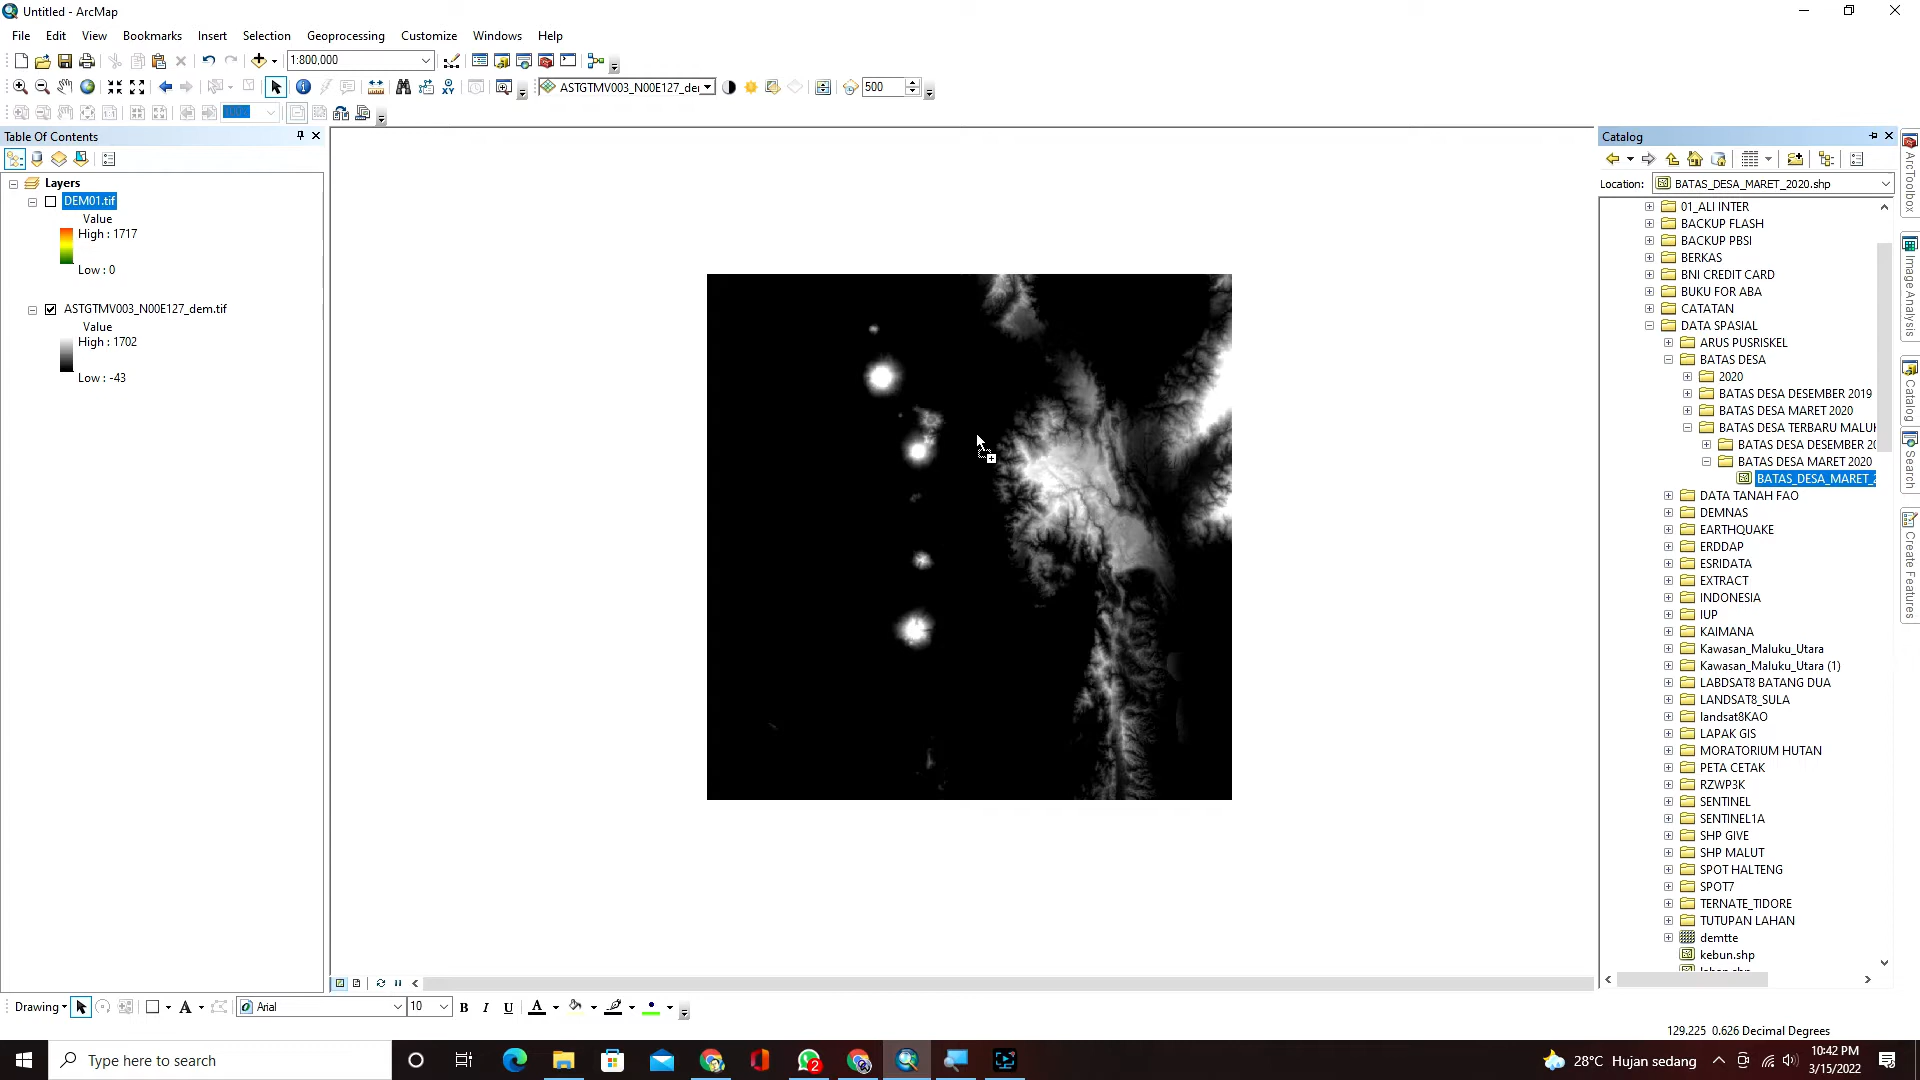 Untitled - ArcMap
File Edit View Bookmarks Insert Selection Geoprocessing Customize Windows Help
1:800,000
ASTGTMV003_N00E127_de
500
Table Of Contents
Layers
DEM01.tif
Value
High : 1717
Low : 0
ASTGTMV003_N00E127_dem.tif
Value
High : 1702
Low : -43
Catalog
Location: BATAS_DESA_MARET_2020.shp
01_ALI INTER
BACKUP FLASH
BACKUP PBSI
BERKAS
BNI CREDIT CARD
BUKU FOR ABA
CATATAN
DATA SPASIAL
ARUS PUSRISKEL
BATAS DESA
2020
BATAS DESA DESEMBER 2019
BATAS DESA MARET 2020
BATAS DESA TERBARU MALUK
BATAS DESA DESEMBER 20
BATAS DESA MARET 2020
BATAS_DESA_MARET_2
DATA TANAH FAO
DEMNAS
EARTHQUAKE
ERDDAP
ESRIDATA
EXTRACT
INDONESIA
IUP
KAIMANA
Kawasan_Maluku_Utara
Kawasan_Maluku_Utara (1)
LABDSAT8 BATANG DUA
LANDSAT8_SULA
landsat8KAO
LAPAK GIS
MORATORIUM HUTAN
PETA CETAK
RZWP3K
SENTINEL
SENTINEL1A
SHP GIVE
SHP MALUT
SPOT HALTENG
SPOT7
TERNATE_TIDORE
TUTUPAN LAHAN
demtte
kebun.shp
ArcToolbox
Image Analysis
Catalog
Search
Create Features
Drawing Arial 10 B I U A
129.225 0.626 Decimal Degrees
Type here to search
2
28°C Hujan sedang
10:42 PM
3/15/2022